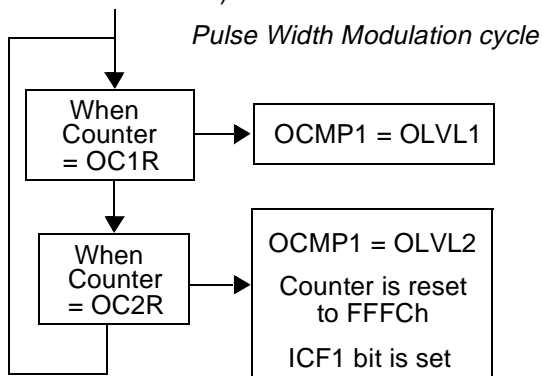 Pulse Width Modulation cycle
When
Counter
= OC1R
OCMP1 = OLVL1
When
Counter
= OC2R
OCMP1 = OLVL2
Counter is reset
to FFFCh
ICF1 bit is set